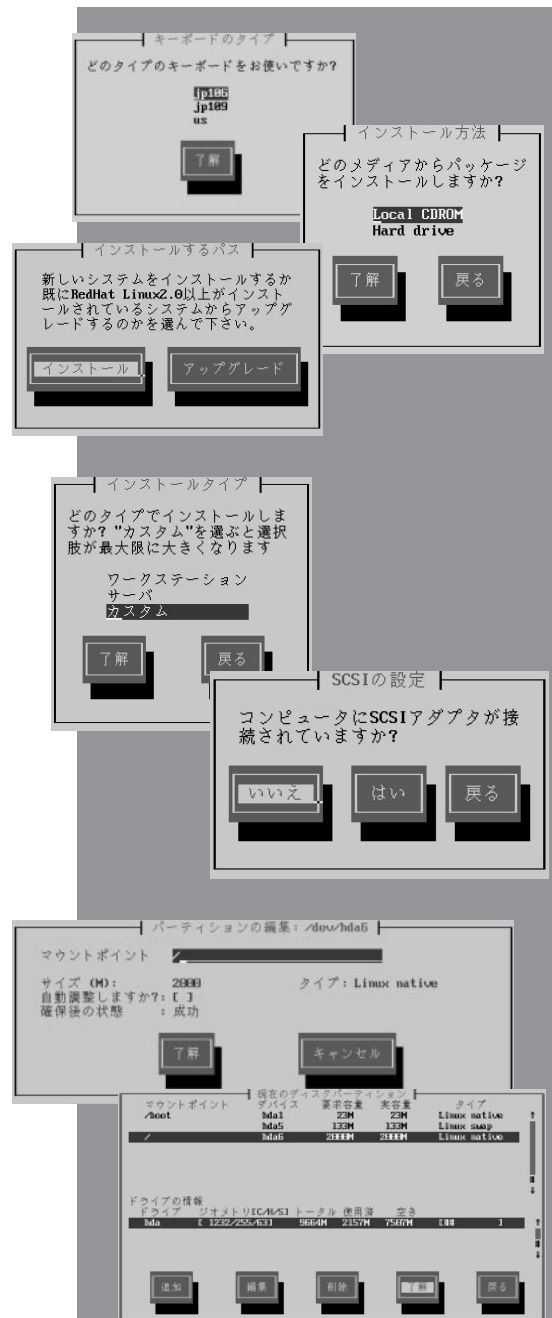 キーボードのタイプ
どのタイプのキーボードをお使いですか?
jp106
jp109
us
了解
インストール方法
どのメディアからパッケージ
をインストールしますか?
Local CDROM
Hard drive
了解 戻る
インストールするパス
新しいシステムをインストールするか
既にRedHat Linux2.0以上がインスト
ールされているシステムからアップグ
レードするのかを選んで下さい。
インストール アップグレード
インストールタイプ
どのタイプでインストールしま
すか? "カスタム"を選ぶと選択
肢が最大限に大きくなります
ワークステーション
サーバ
カスタム
了解 戻る
SCSIの設定
コンピュータにSCSIアダプタが接
続されていますか?
いいえ はい 戻る
パーティションの編集: /dev/hda6
マウントポイント /
サイズ (M): 2000 タイプ: Linux native
自動調整しますか?: [ ]
確保後の状態 : 成功
了解 キャンセル
現在のディスクパーティション
マウントポイント デバイス 要求容量 実容量 タイプ
/boot hda1 23M 23M Linux native
hda5 133M 133M Linux swap
/ hda6 2000M 2000M Linux native
ドライブの情報
ドライブ ジオメトリ[C/H/S] トータル 使用済 空き
hda [ 1232/255/63] 9664M 2157M 7507M [## ]
追加 編集 削除 了解 戻る